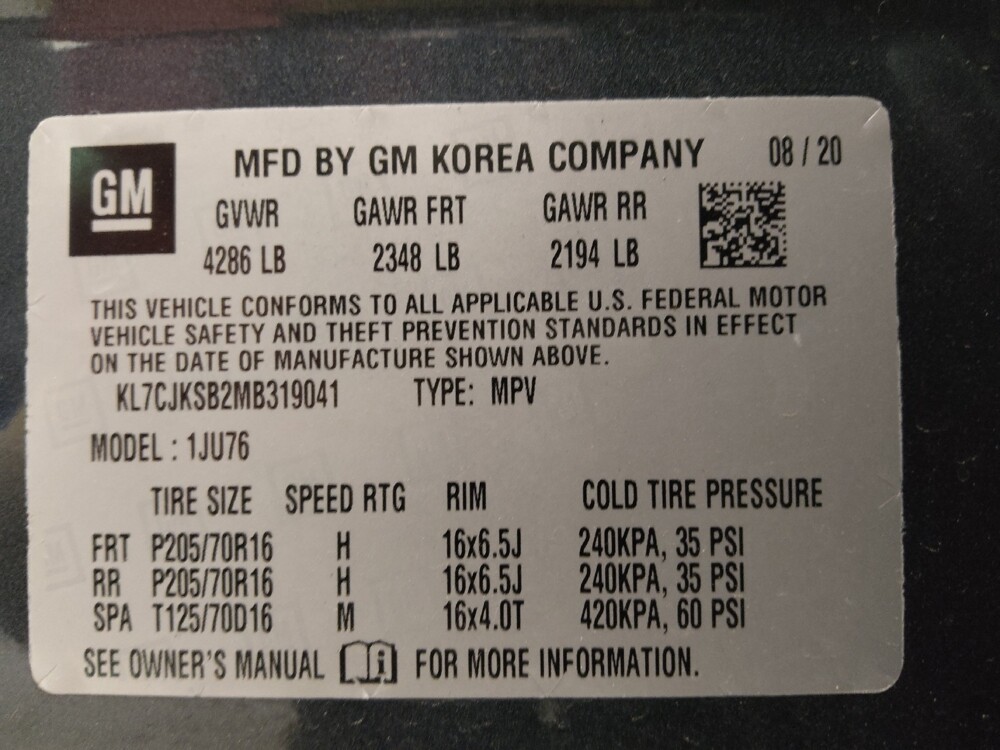 GM
MFD BY GM KOREA COMPANY 08 / 20
GVWR GAWR FRT GAWR RR
4286 LB 2348 LB 2194 LB
THIS VEHICLE CONFORMS TO ALL APPLICABLE U.S. FEDERAL MOTOR
VEHICLE SAFETY AND THEFT PREVENTION STANDARDS IN EFFECT
ON THE DATE OF MANUFACTURE SHOWN ABOVE.
KL7CJKSB2MB319041 TYPE: MPV
MODEL : 1JU76
TIRE SIZE SPEED RTG RIM COLD TIRE PRESSURE
FRT P205/70R16 H 16x6.5J 240KPA, 35 PSI
RR P205/70R16 H 16x6.5J 240KPA, 35 PSI
SPA T125/70D16 M 16x4.0T 420KPA, 60 PSI
SEE OWNER'S MANUAL i FOR MORE INFORMATION.